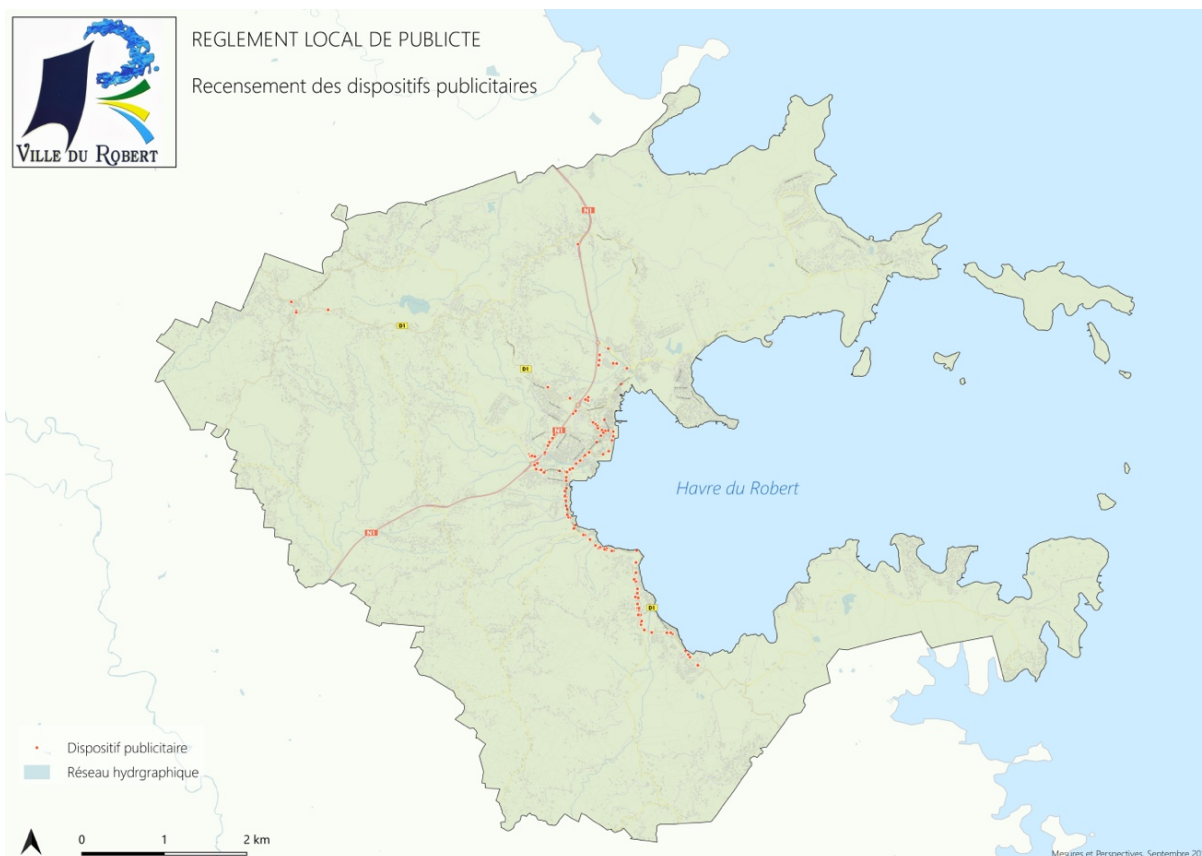 REGLEMENT LOCAL DE PUBLICTE
Recensement des dispositifs publicitaires
VILLE DU ROBERT
N1
D1
D1
N1
Havre du Robert
N1
D1
Dispositif publicitaire
Réseau hydrgraphique
0 1 2 km
Mesures et Perspectives, Septembre 20